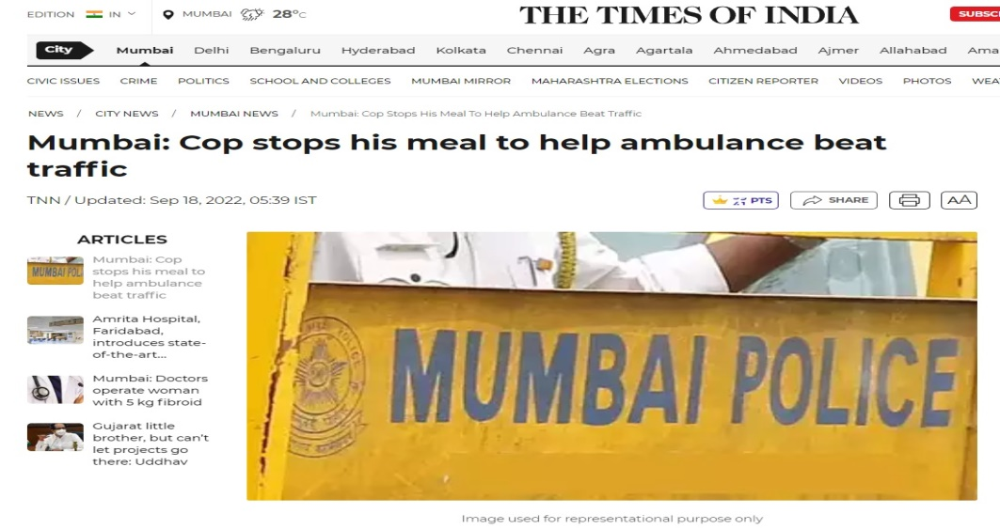 EDITION IN MUMBAI 28°C
THE TIMES OF INDIA
City Mumbai Delhi Bengaluru Hyderabad Kolkata Chennai Agra Agartala Ahmedabad Ajmer Allahabad
CIVIC ISSUES CRIME POLITICS SCHOOL AND COLLEGES MUMBAI MIRROR MAHARASHTRA ELECTIONS CITIZEN REPORTER VIDEOS PHOTOS
NEWS / CITY NEWS / MUMBAI NEWS / Mumbai: Cop Stops His Meal To Help Ambulance Beat Traffic
Mumbai: Cop stops his meal to help ambulance beat
traffic
TNN / Updated: Sep 18, 2022, 05:39 IST
PTS SHARE AA
ARTICLES
Mumbai: Cop
stops his meal to
help ambulance
beat traffic
Amrita Hospital,
Faridabad,
introduces state-
of-the-art...
Mumbai: Doctors
operate woman
with 5 kg fibroid
Gujarat little
brother, but can't
let projects go
there: Uddhav
MUMBAI POLICE
Image used for representational purpose only